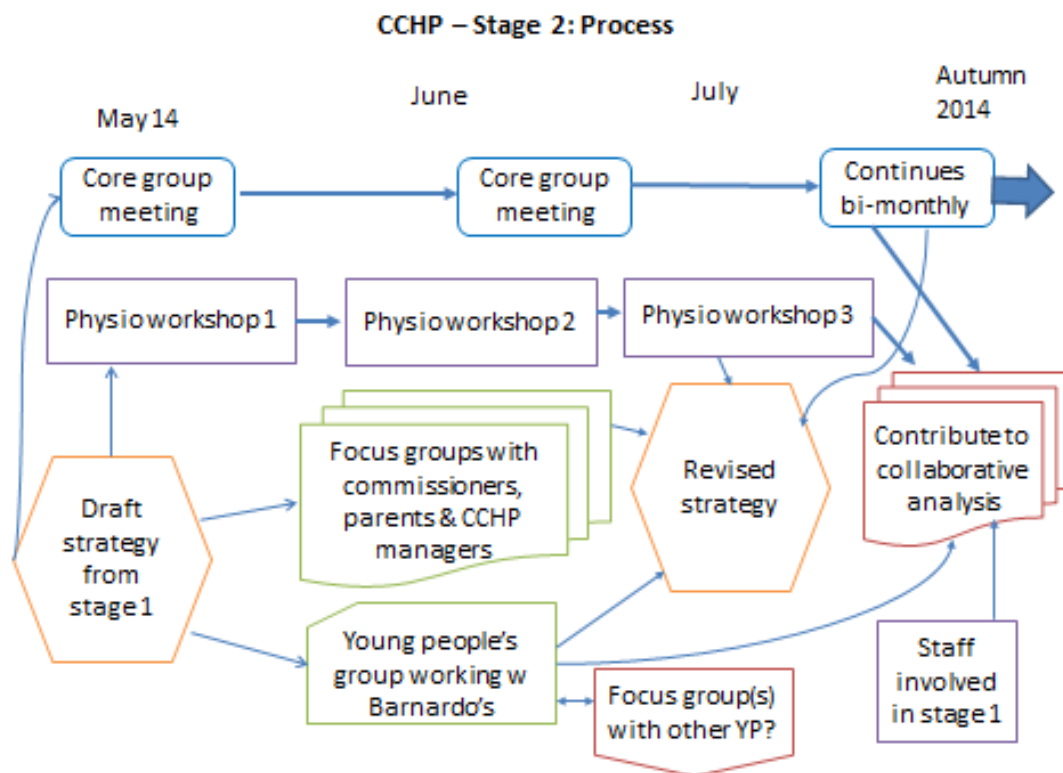 CCHP – Stage 2: Process
May 14
June
July
Autumn
2014
Core group
meeting
Core group
meeting
Continues
bi-monthly
Physio workshop 1
Physio workshop 2
Physio workshop 3
Draft
strategy
from
stage 1
Focus groups with
commissioners,
parents & CCHP
managers
Revised
strategy
Contribute to
collaborative
analysis
Young people's
group working w
Barnardo's
Focus group(s)
with other YP?
Staff
involved
in stage 1